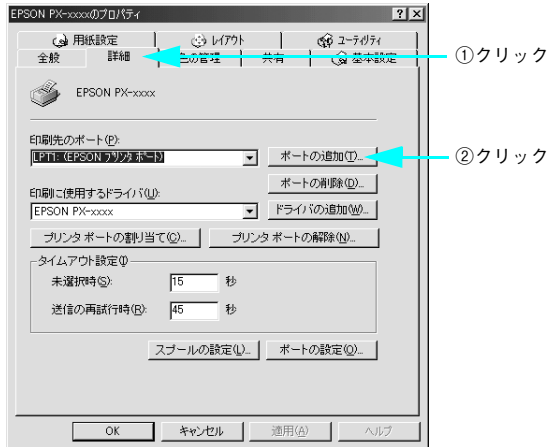 EPSON PX-xxxxのプロパティ
用紙設定 レイアウト ユーティリティ
全般 詳細 色の管理 共有 基本設定
①クリック
EPSON PX-xxxx
印刷先のポート(P):
LPT1: (EPSON プリンタ ポート) ポートの追加(T)...
②クリック
ポートの削除(D)...
印刷に使用するドライバ(U):
EPSON PX-xxxx ドライバの追加(W)...
プリンタ ポートの割り当て(C)... プリンタ ポートの解除(N)...
タイムアウト設定(I)
未選択時(S): 15 秒
送信の再試行時(R): 45 秒
スプールの設定(L)... ポートの設定(O)...
OK キャンセル 適用(A) ヘルプ